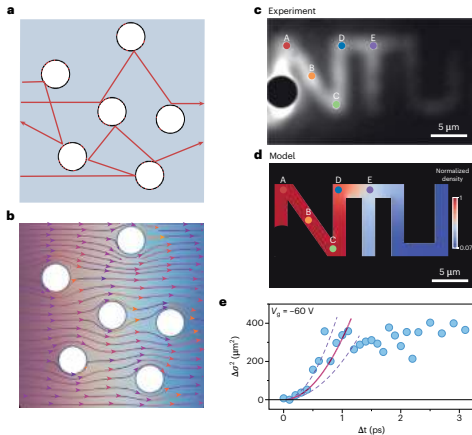 a
b
c
Experiment
A
D
E
B
C
5 μm
d
Model
Normalized
density
A
D
E
B
C
1
0.07
5 μm
e
Vg = −60 V
400
200
0
Δσ² (μm²)
0
1
2
3
Δt (ps)